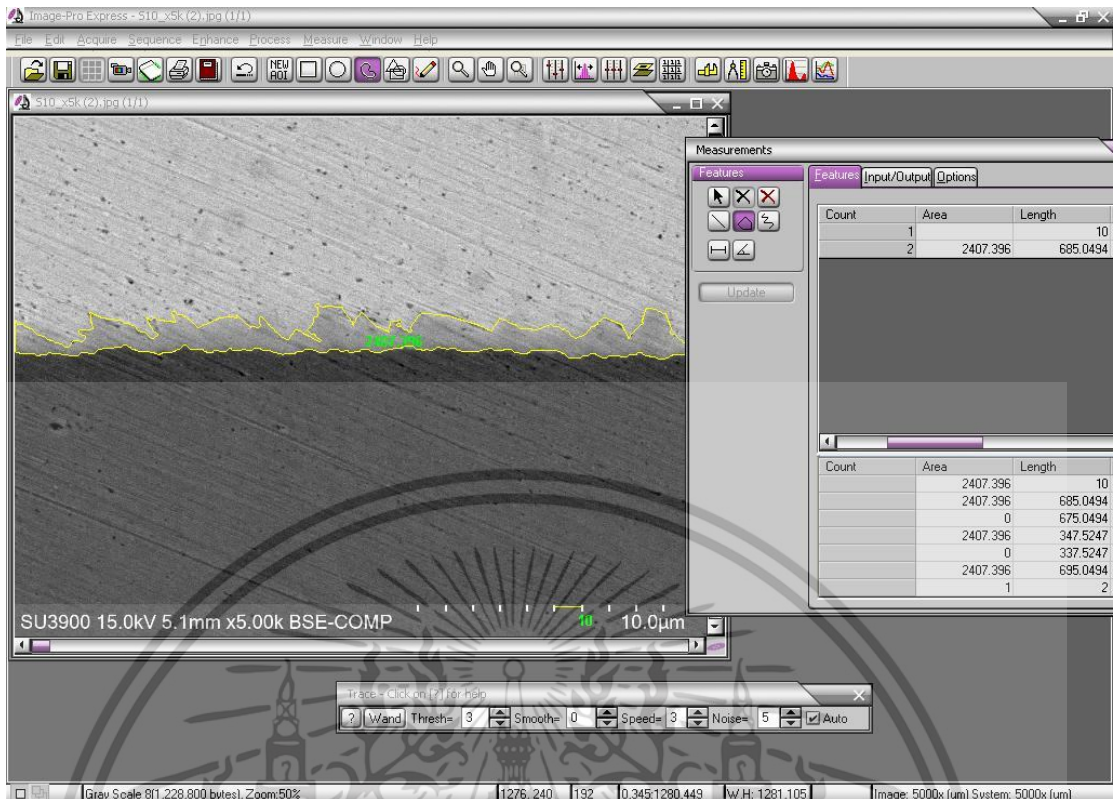 Image-Pro Express - S10_x5k (2).jpg (1/1)
File Edit Acquire Sequence Enhance Process Measure Window Help
NEW AOI
S10_x5k (2).jpg (1/1)
Measurements
Features
Features Input/Output Options
Count Area Length
1 10
2 2407.396 685.0494
Update
2407.396
Count Area Length
2407.396 10
2407.396 685.0494
0 675.0494
2407.396 347.5247
0 337.5247
2407.396 695.0494
1 2
SU3900 15.0kV 5.1mm x5.00k BSE-COMP 10 10.0µm
Trace - Click on [?] for help
? Wand Thresh= 3 Smooth= 0 Speed= 3 Noise= 5 Auto
Gray Scale 8(1,228,800 bytes), Zoom:50% 1276, 240 192 0.345:1280.449 W,H: 1281,105 Image: 5000x (um) System: 5000x (um)